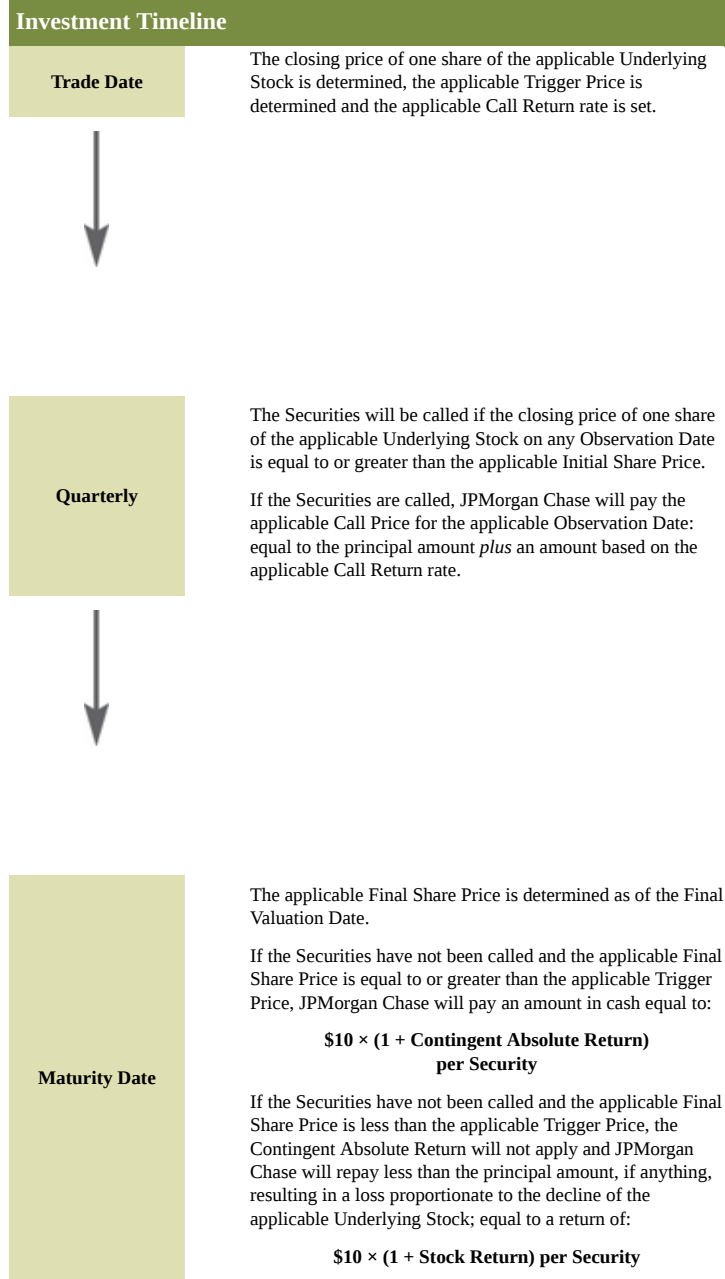 Investment Timeline
Trade Date
The closing price of one share of the applicable Underlying
Stock is determined, the applicable Trigger Price is
determined and the applicable Call Return rate is set.
Quarterly
The Securities will be called if the closing price of one share
of the applicable Underlying Stock on any Observation Date
is equal to or greater than the applicable Initial Share Price.
If the Securities are called, JPMorgan Chase will pay the
applicable Call Price for the applicable Observation Date:
equal to the principal amount plus an amount based on the
applicable Call Return rate.
Maturity Date
The applicable Final Share Price is determined as of the Final
Valuation Date.
If the Securities have not been called and the applicable Final
Share Price is equal to or greater than the applicable Trigger
Price, JPMorgan Chase will pay an amount in cash equal to:
$10 × (1 + Contingent Absolute Return)
per Security
If the Securities have not been called and the applicable Final
Share Price is less than the applicable Trigger Price, the
Contingent Absolute Return will not apply and JPMorgan
Chase will repay less than the principal amount, if anything,
resulting in a loss proportionate to the decline of the
applicable Underlying Stock; equal to a return of:
$10 × (1 + Stock Return) per Security